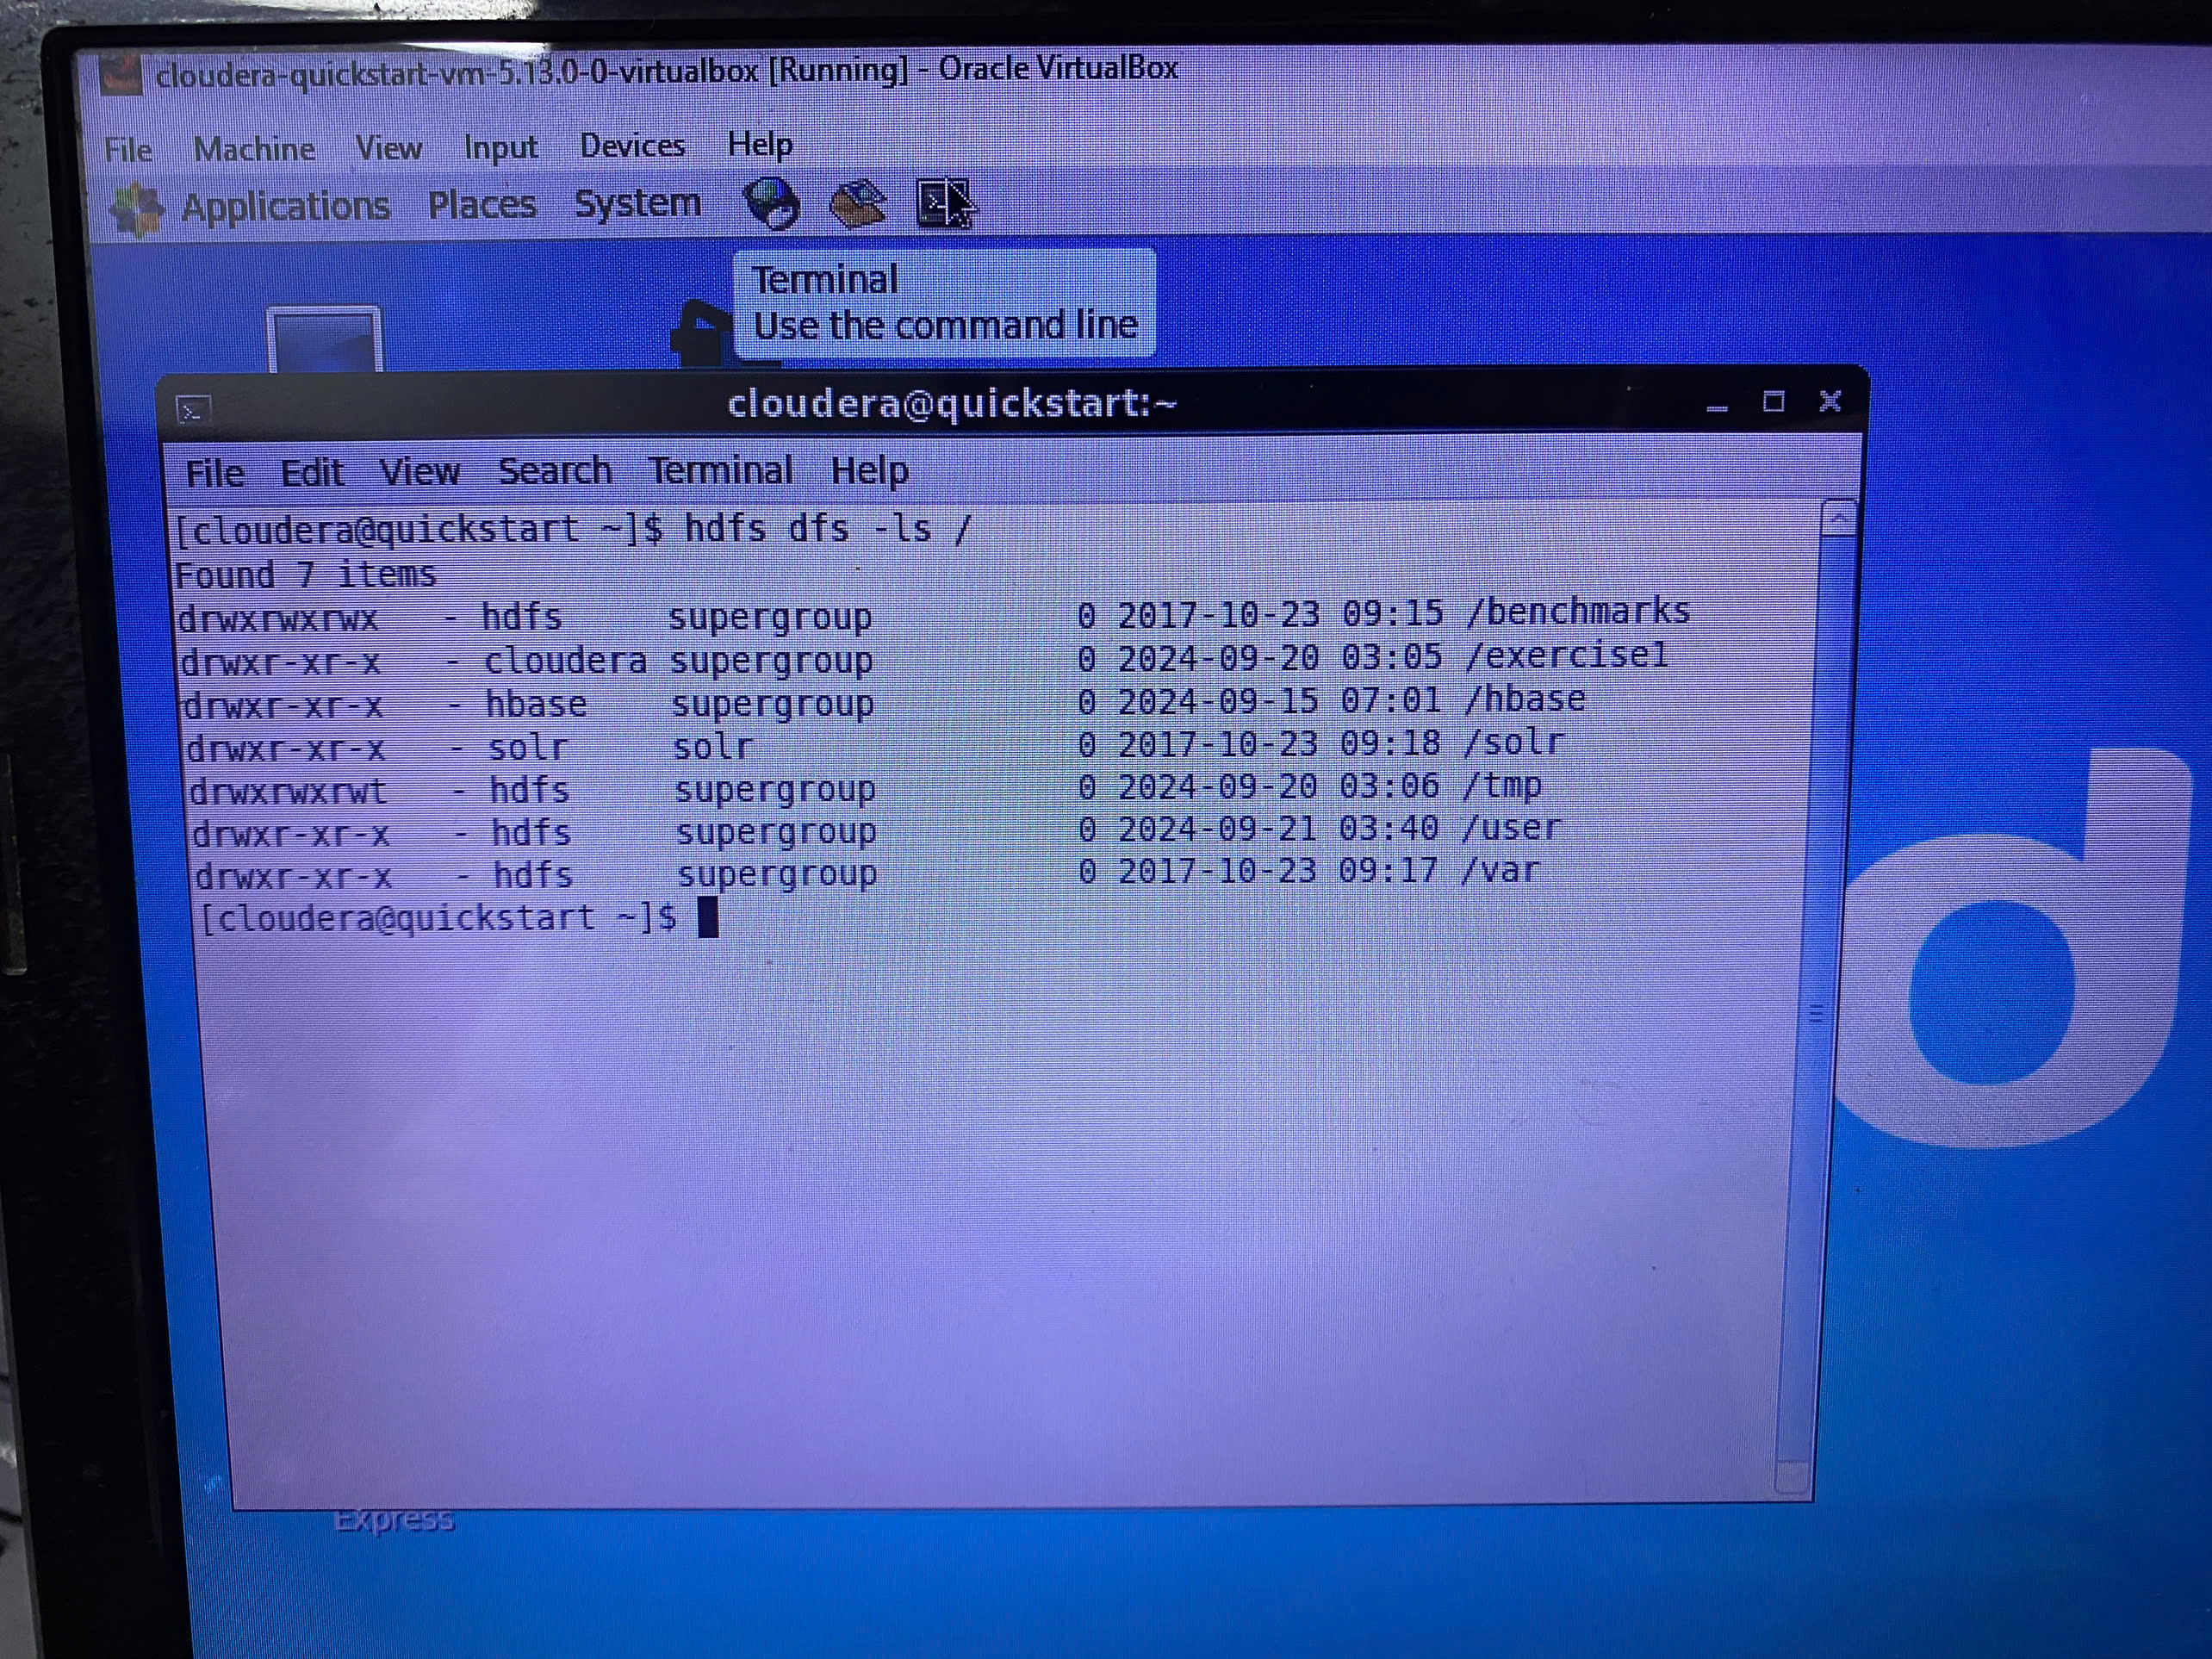 cloudera-quickstart-vm-5.13.0-0-virtualbox [Running] - Oracle VirtualBox
File Machine View Input Devices Help
Applications Places System
Terminal
Use the command line
cloudera@quickstart:~
File Edit View Search Terminal Help
[cloudera@quickstart ~]$ hdfs dfs -ls /
Found 7 items
drwxrwxrwx - hdfs supergroup 0 2017-10-23 09:15 /benchmarks
drwxr-xr-x - cloudera supergroup 0 2024-09-20 03:05 /exercise1
drwxr-xr-x - hbase supergroup 0 2024-09-15 07:01 /hbase
drwxr-xr-x - solr solr 0 2017-10-23 09:18 /solr
drwxrwxrwt - hdfs supergroup 0 2024-09-20 03:06 /tmp
drwxr-xr-x - hdfs supergroup 0 2024-09-21 03:40 /user
drwxr-xr-x - hdfs supergroup 0 2017-10-23 09:17 /var
[cloudera@quickstart ~]$
d
Express